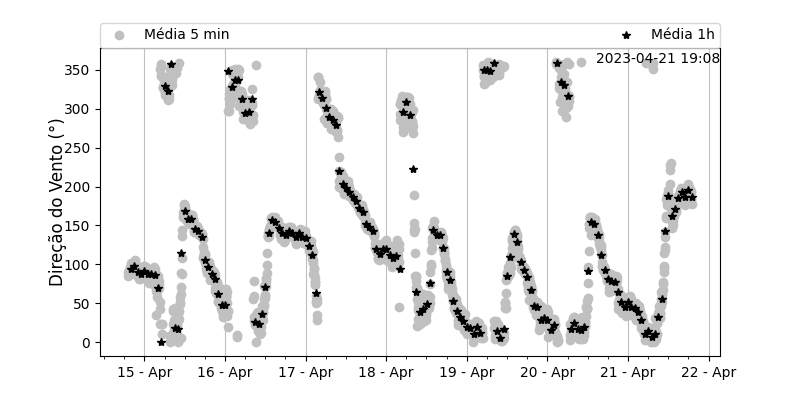 Média 5 min
Média 1h
2023-04-21 19:08
Direção do Vento (°)
350
300
250
200
150
100
50
0
15 - Apr 16 - Apr 17 - Apr 18 - Apr 19 - Apr 20 - Apr 21 - Apr 22 - Apr